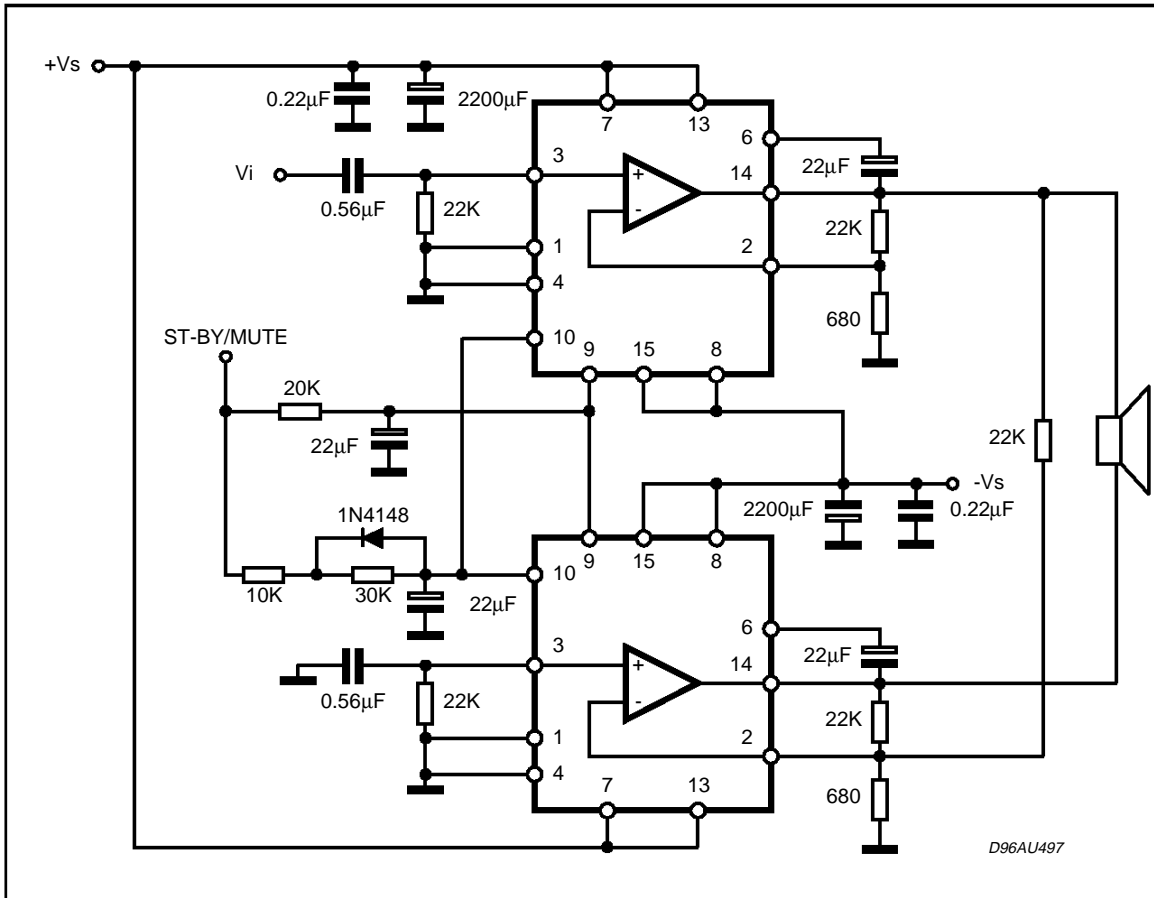 +Vs
0.22µF
2200µF
7
13
6
3
22µF
Vi
14
+
0.56µF
22K
-
22K
1
2
4
680
10
ST-BY/MUTE
9
15
8
20K
22K
22µF
-Vs
2200µF
0.22µF
1N4148
9
15
8
10
10K
30K
22µF
6
3
22µF
14
+
0.56µF
22K
-
22K
1
2
4
7
13
680
D96AU497